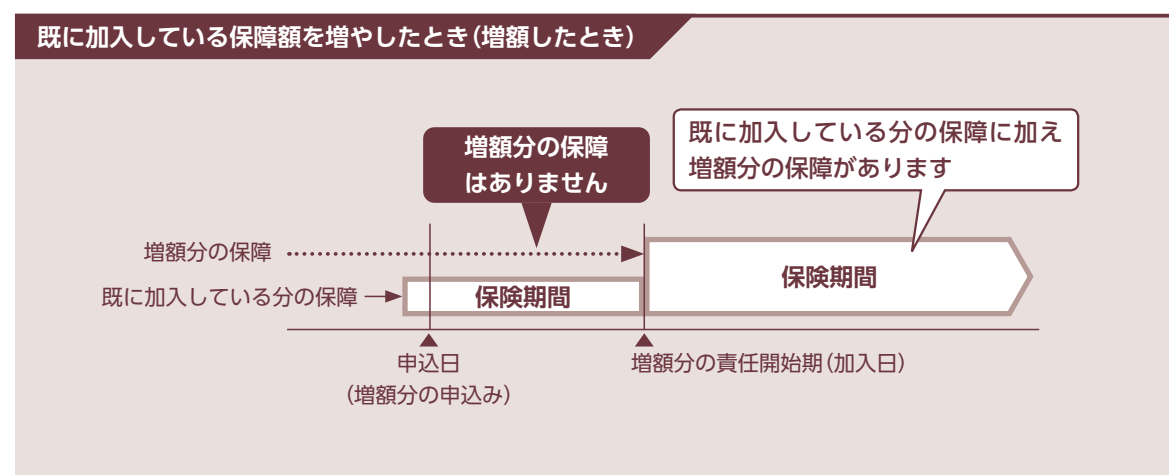 既に加入している保障額を増やしたとき(増額したとき)
増額分の保障
はありません
既に加入している分の保障に加え
増額分の保障があります
増額分の保障
既に加入している分の保障
保険期間
保険期間
申込日
(増額分の申込み)
増額分の責任開始期(加入日)